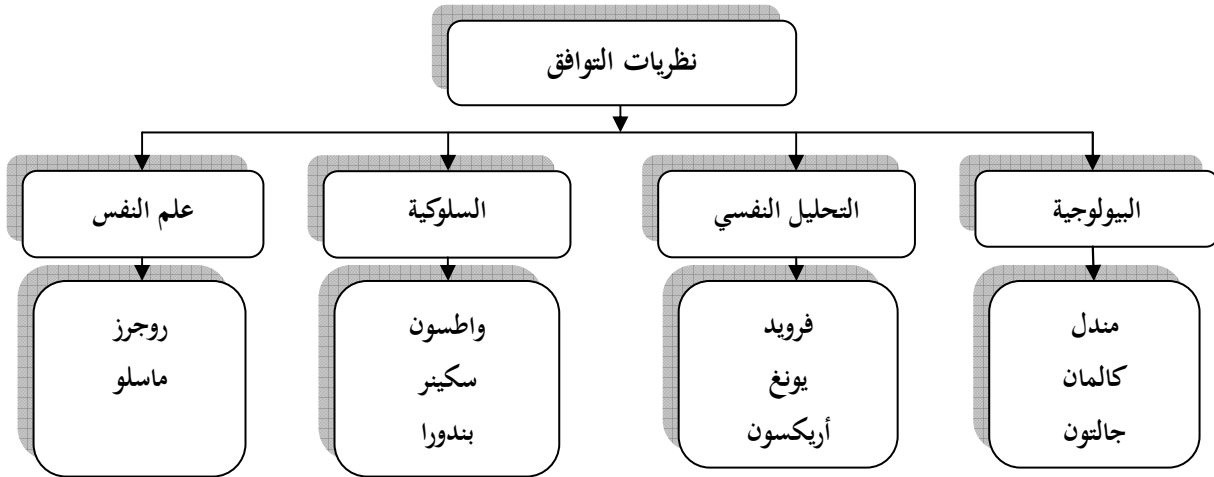 نظريات التوافق
البيولوجية
التحليل النفسي
السلوكية
علم النفس
مندل
كالمان
جالتون
فرويد
يونغ
أريكسون
واطسون
سكينر
بندورا
روجرز
ماسلو